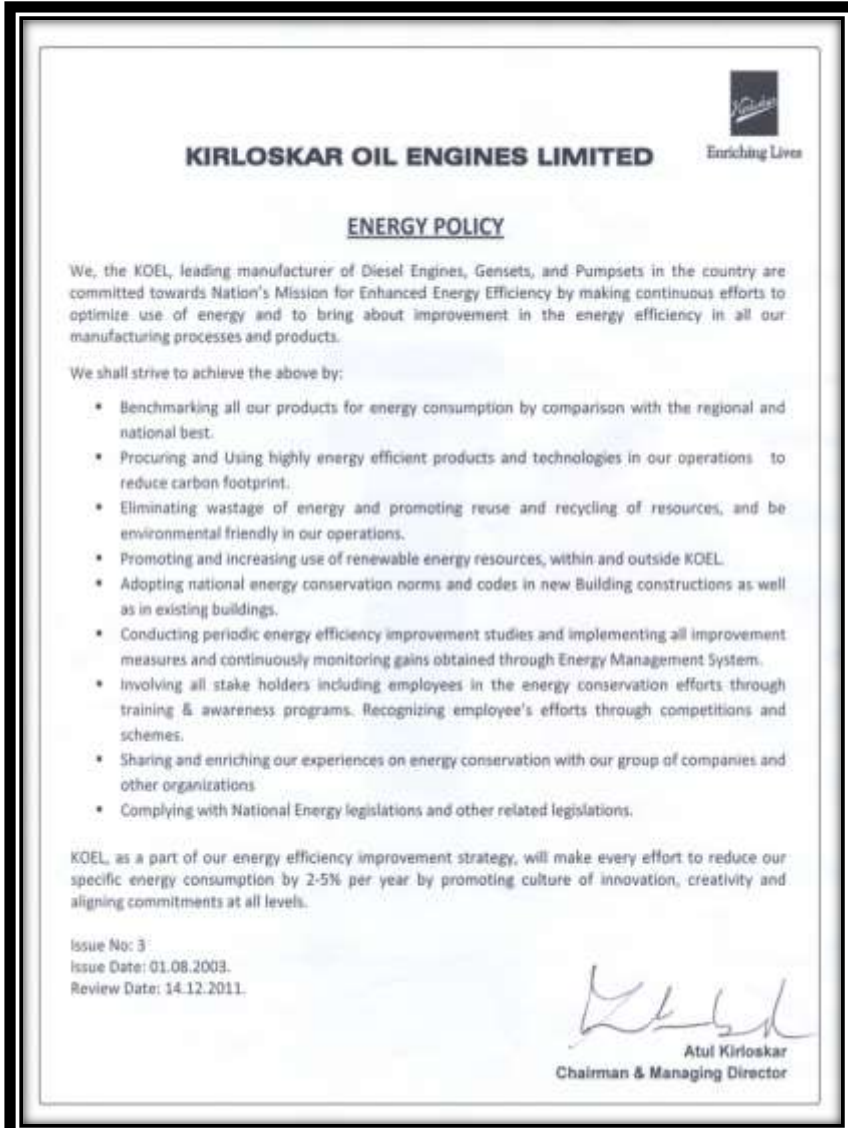 Kirloskar
Enriching Lives
KIRLOSKAR OIL ENGINES LIMITED
ENERGY POLICY
We, the KOEL, leading manufacturer of Diesel Engines, Gensets, and Pumpsets in the country are
committed towards Nation's Mission for Enhanced Energy Efficiency by making continuous efforts to
optimize use of energy and to bring about improvement in the energy efficiency in all our
manufacturing processes and products.
We shall strive to achieve the above by:
• Benchmarking all our products for energy consumption by comparison with the regional and
national best.
• Procuring and Using highly energy efficient products and technologies in our operations to
reduce carbon footprint.
• Eliminating wastage of energy and promoting reuse and recycling of resources, and be
environmental friendly in our operations.
• Promoting and increasing use of renewable energy resources, within and outside KOEL.
• Adopting national energy conservation norms and codes in new Building constructions as well
as in existing buildings.
• Conducting periodic energy efficiency improvement studies and implementing all improvement
measures and continuously monitoring gains obtained through Energy Management System.
• Involving all stake holders including employees in the energy conservation efforts through
training & awareness programs. Recognizing employee's efforts through competitions and
schemes.
• Sharing and enriching our experiences on energy conservation with our group of companies and
other organizations
• Complying with National Energy legislations and other related legislations.
KOEL, as a part of our energy efficiency improvement strategy, will make every effort to reduce our
specific energy consumption by 2-5% per year by promoting culture of innovation, creativity and
aligning commitments at all levels.
Issue No: 3
Issue Date: 01.08.2003.
Review Date: 14.12.2011.
Atul Kirloskar
Chairman & Managing Director